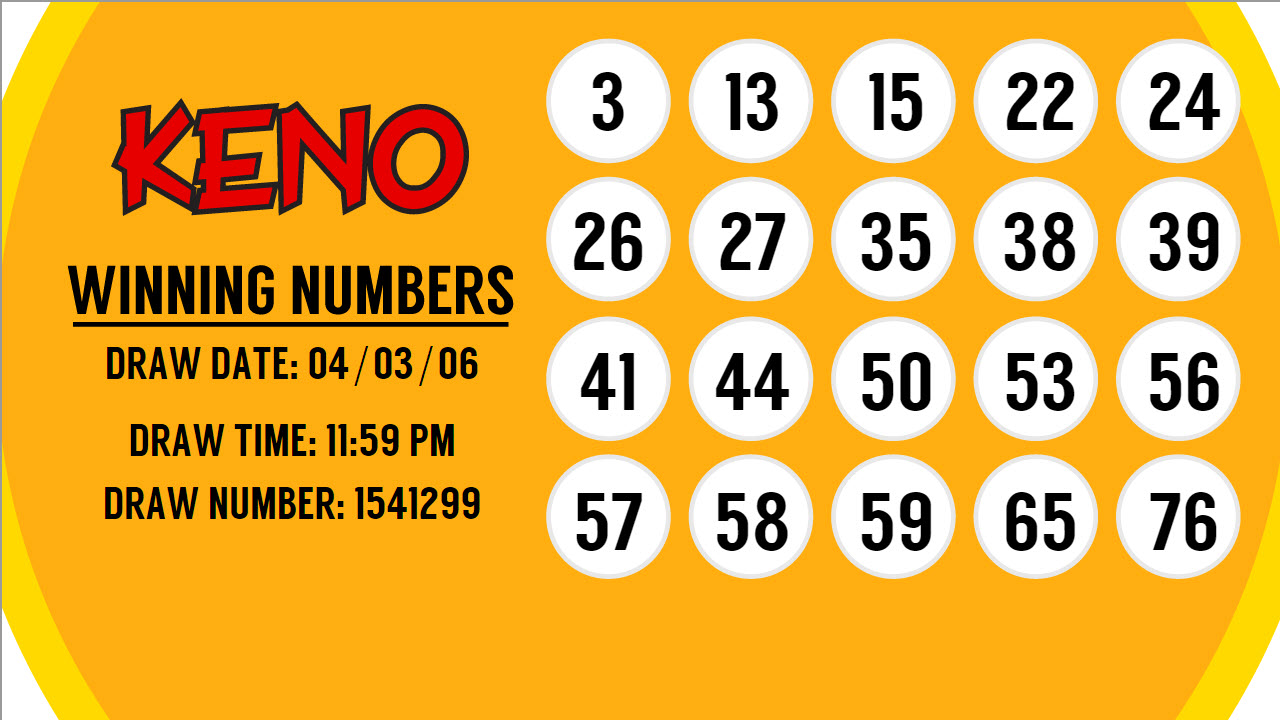 KENO
WINNING NUMBERS
DRAW DATE: 04/03/06
DRAW TIME: 11:59 PM
DRAW NUMBER: 1541299
3 13 15 22 24
26 27 35 38 39
41 44 50 53 56
57 58 59 65 76